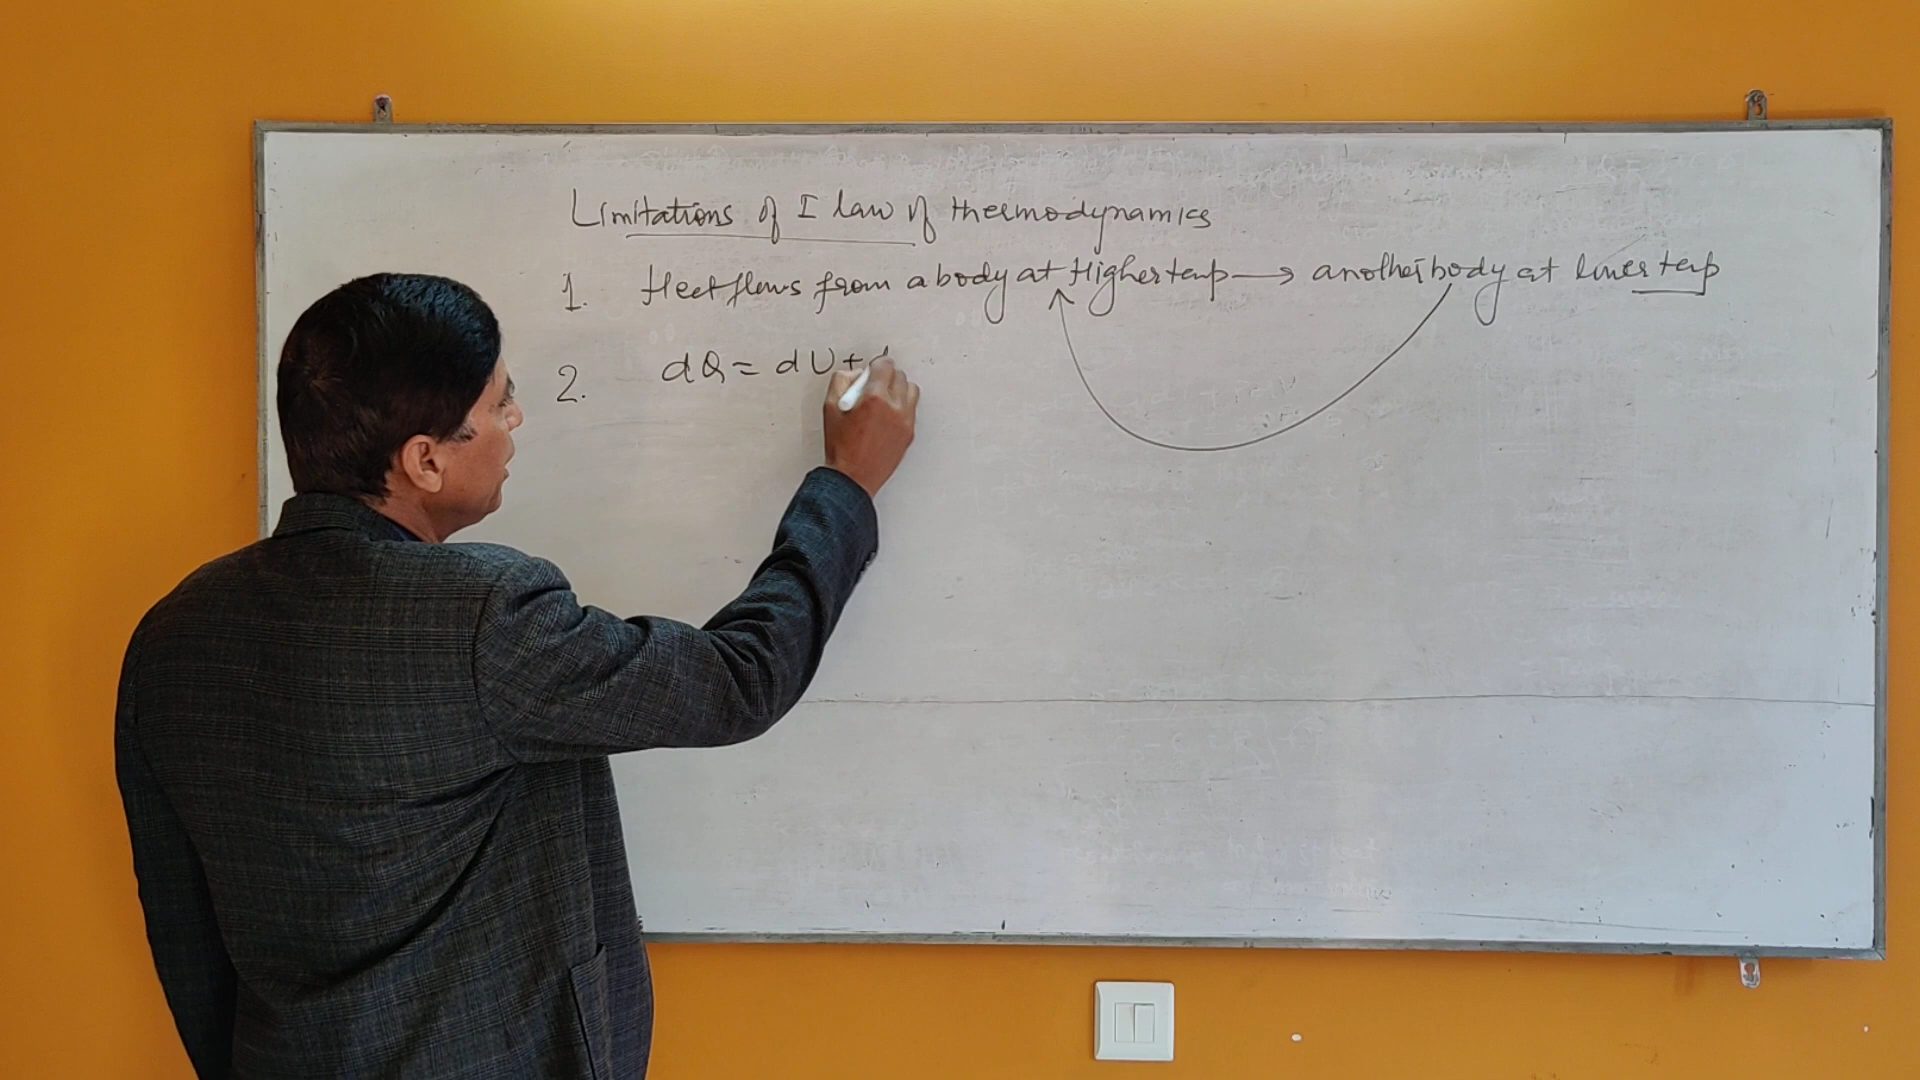 Limitations of I law of thermodynamics
1. Heat flows from a body at Higher temp → another body at lower temp
2. dQ = dU + d